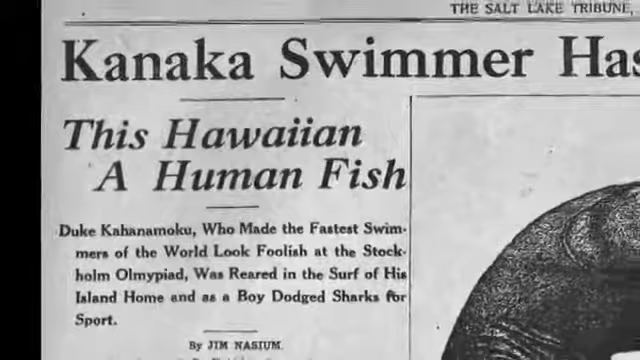 THE SALT LAKE TRIBUNE,
Kanaka Swimmer Has
This Hawaiian
A Human Fish
Duke Kahanamoku, Who Made the Fastest Swim-
mers of the World Look Foolish at the Stock-
holm Olmypiad, Was Reared in the Surf of His
Island Home and as a Boy Dodged Sharks for
Sport.
By JIM NASIUM.